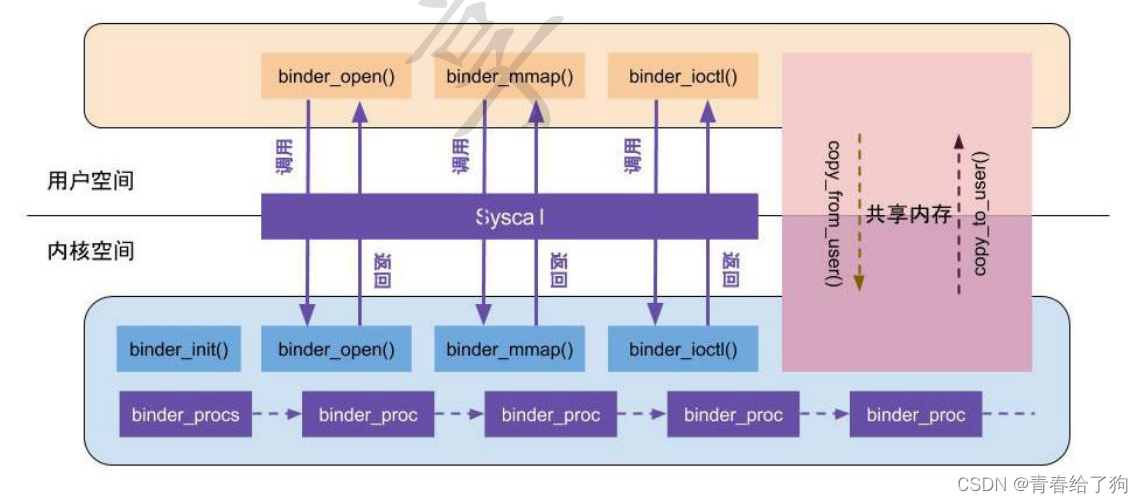 binder_open()
binder_mmap()
binder_ioctl()
调用
调用
调用
用户空间
Syscal l
copy_from_user()
共享内存
copy_to_user()
内核空间
返回
返回
返回
binder_init()
binder_open()
binder_mmap()
binder_ioctl()
binder_procs
binder_proc
binder_proc
binder_proc
binder_proc
CSDN @青春给了狗